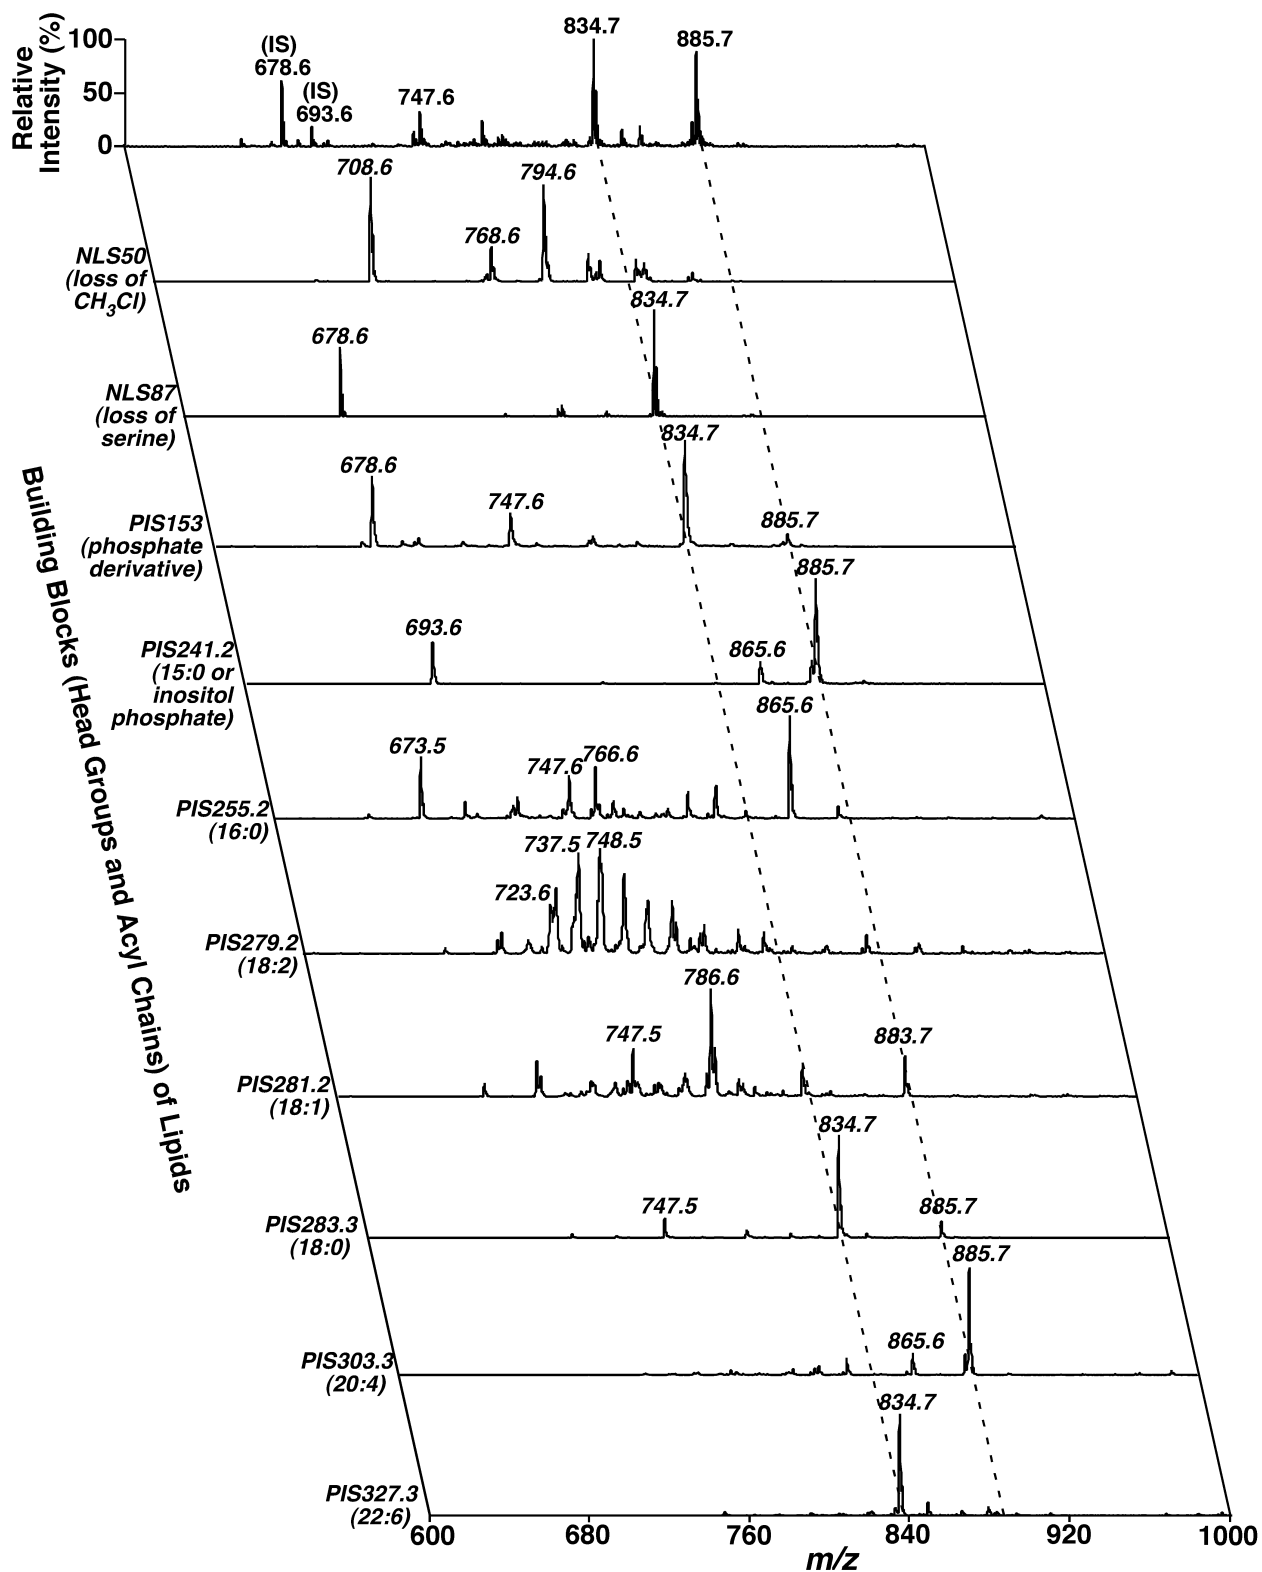 Relative
Intensity (%)
100
50
0
(IS)
678.6
(IS)
693.6
747.6
834.7
885.7
NLS50
(loss of
CH3Cl)
708.6
768.6
794.6
NLS87
(loss of
serine)
678.6
834.7
PIS153
(phosphate
derivative)
678.6
747.6
834.7
885.7
PIS241.2
(15:0 or
inositol
phosphate)
693.6
865.6
885.7
PIS255.2
(16:0)
673.5
747.6
766.6
865.6
PIS279.2
(18:2)
723.6
737.5
748.5
PIS281.2
(18:1)
747.5
786.6
883.7
PIS283.3
(18:0)
747.5
834.7
885.7
PIS303.3
(20:4)
865.6
885.7
PIS327.3
(22:6)
834.7
Building Blocks (Head Groups and Acyl Chains) of Lipids
600
680
760
840
920
1000
m/z